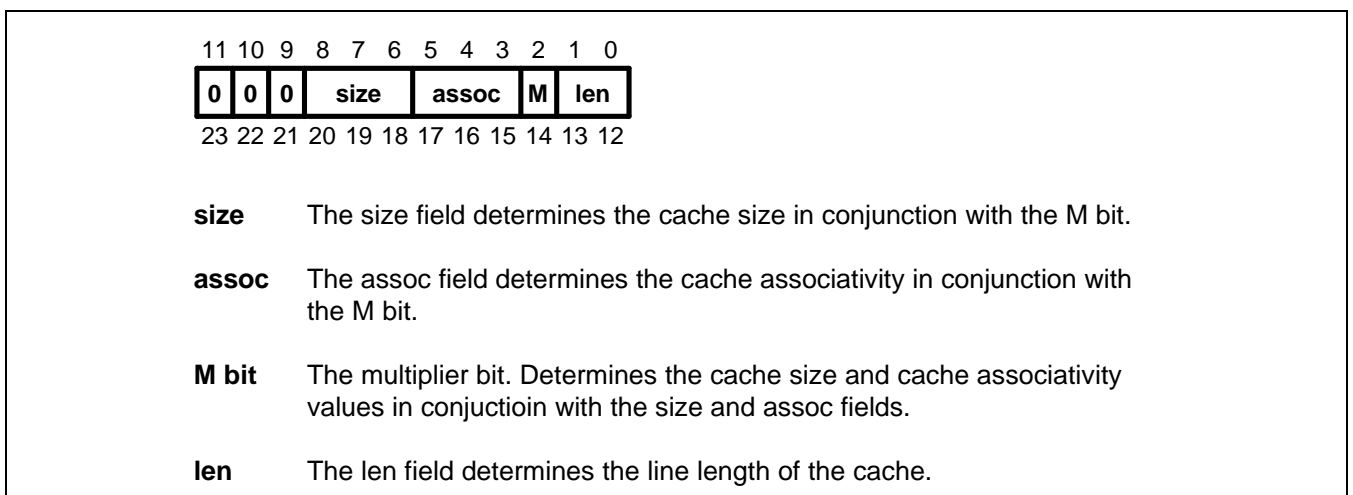 11 10 9 8 7 6 5 4 3 2 1 0
0 0 0 size assoc M len
23 22 21 20 19 18 17 16 15 14 13 12
size The size field determines the cache size in conjunction with the M bit.
assoc The assoc field determines the cache associativity in conjunction with
the M bit.
M bit The multiplier bit. Determines the cache size and cache associativity
values in conjuctioin with the size and assoc fields.
len The len field determines the line length of the cache.